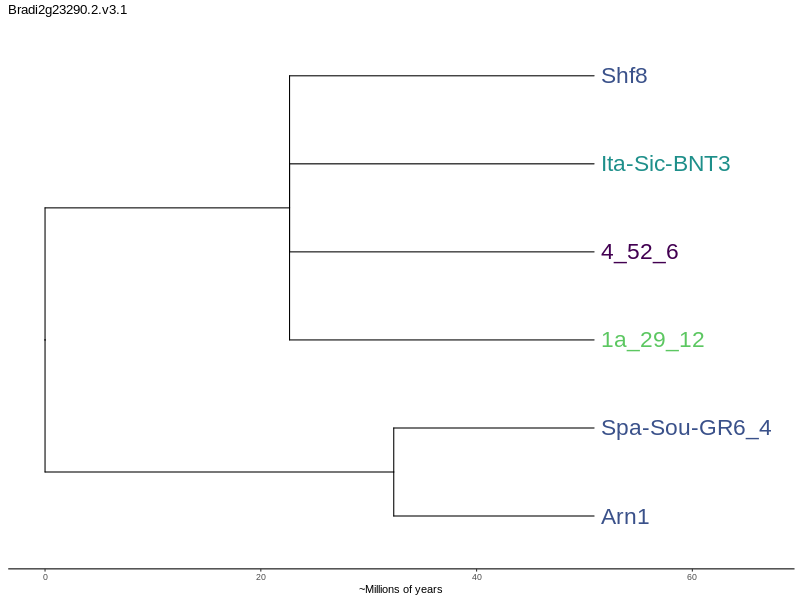 Bradi2g23290.2.v3.1
Shf8
Ita-Sic-BNT3
4_52_6
1a_29_12
Spa-Sou-GR6_4
Arn1
0 20 40 60
~Millions of years